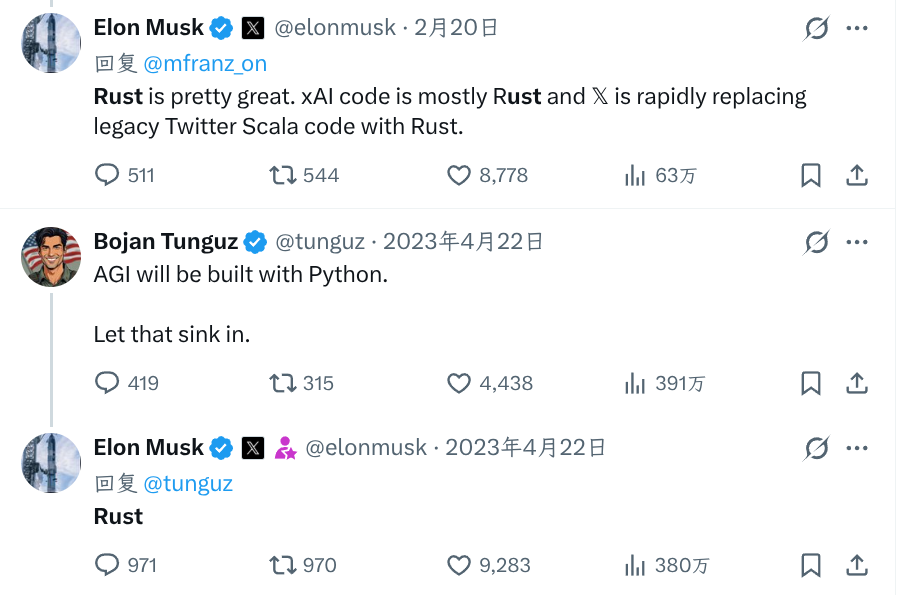 Elon Musk @elonmusk · 2月20日
回复 @mfranz_on
Rust is pretty great. xAI code is mostly Rust and 𝕏 is rapidly replacing
legacy Twitter Scala code with Rust.
511 544 8,778 63万
Bojan Tunguz @tunguz · 2023年4月22日
AGI will be built with Python.
Let that sink in.
419 315 4,438 391万
Elon Musk @elonmusk · 2023年4月22日
回复 @tunguz
Rust
971 970 9,283 380万